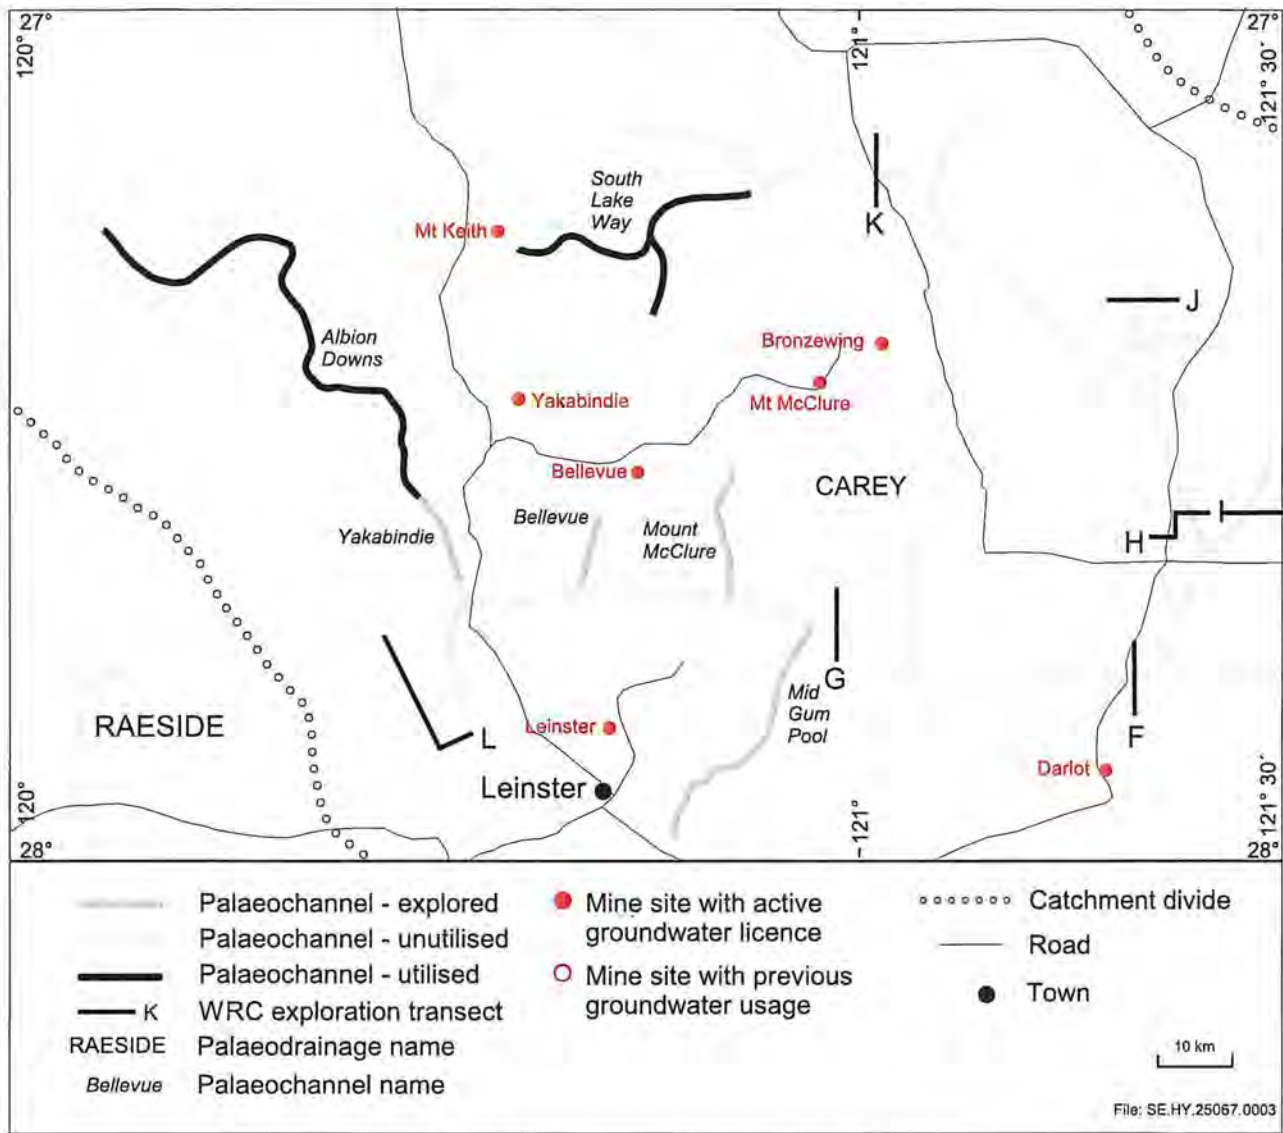 27°
120°
121°
27°
121° 30´
South
Lake
Way
K
Mt Keith
J
Albion
Downs
Bronzewing
Yakabindie
Mt McClure
Bellevue
CAREY
Bellevue
Mount
McClure
Yakabindie
H
I
G
Mid
Gum
Pool
RAESIDE
L
Leinster
F
Darlot
Leinster
120°
28°
121°
121° 30´
28°
Palaeochannel - explored
Palaeochannel - unutilised
Palaeochannel - utilised
K WRC exploration transect
RAESIDE Palaeodrainage name
Bellevue Palaeochannel name
Mine site with active
groundwater licence
Mine site with previous
groundwater usage
Catchment divide
Road
Town
10 km
File: SE.HY.25067.0003